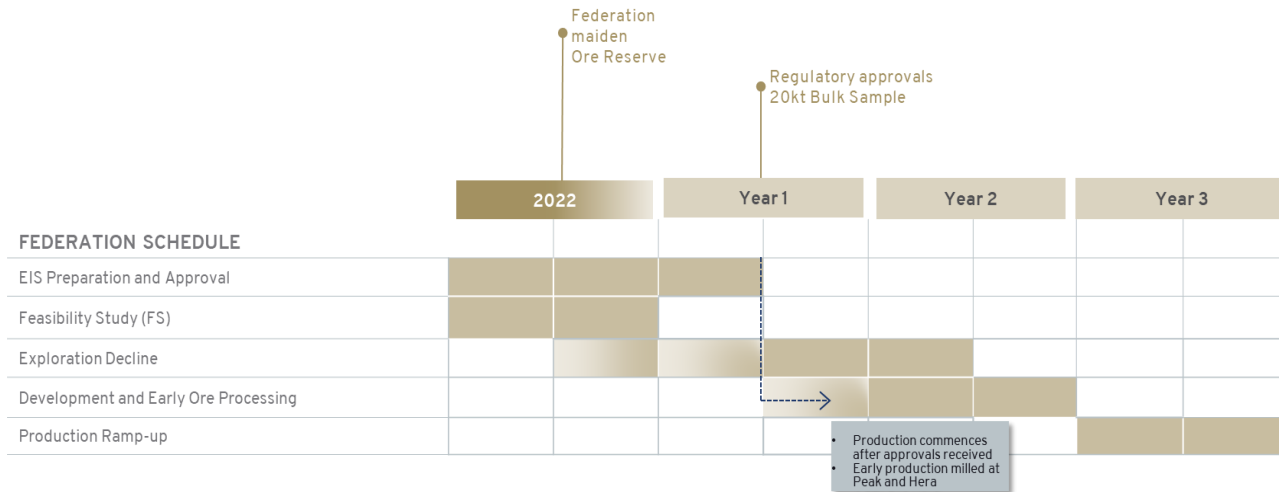 Federation
maiden
Ore Reserve
Regulatory approvals
20kt Bulk Sample
2022
Year 1
Year 2
Year 3
FEDERATION SCHEDULE
EIS Preparation and Approval
Feasibility Study (FS)
Exploration Decline
Development and Early Ore Processing
Production Ramp-up
• Production commences
after approvals received
• Early production milled at
Peak and Hera